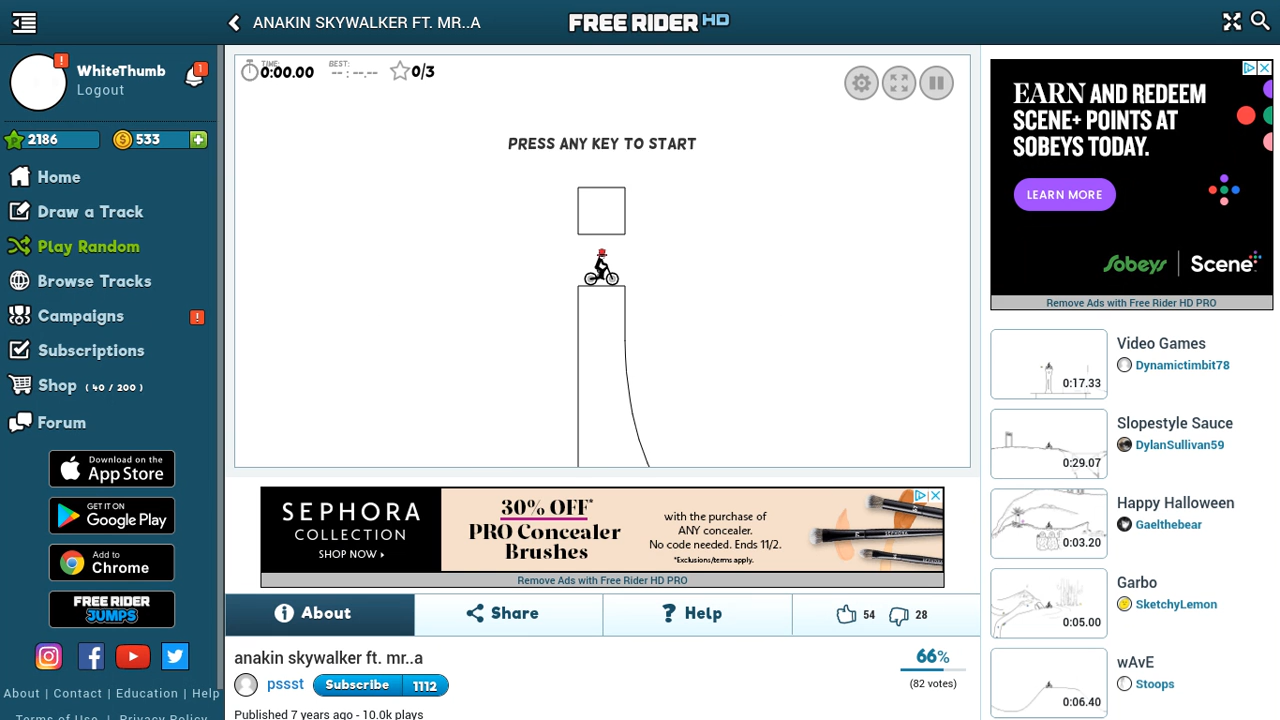 ANAKIN SKYWALKER FT. MR..A
FREE RIDER HD
WhiteThumb
Logout
!
1
2186
533
Home
Draw a Track
Play Random
Browse Tracks
Campaigns
!
Subscriptions
Shop ( 40 / 200 )
Forum
Download on the
App Store
GET IT ON
Google Play
Add to
Chrome
FREE RIDER
JUMPS
About | Contact | Education | Help
Terms of Use | Privacy Policy
TIME:
0:00.00
BEST:
-- : --.--
0/3
PRESS ANY KEY TO START
SEPHORA
COLLECTION
SHOP NOW
30% OFF*
PRO Concealer
Brushes
with the purchase of
ANY concealer.
No code needed. Ends 11/2.
*Exclusions/terms apply.
Remove Ads with Free Rider HD PRO
About
Share
Help
54
28
anakin skywalker ft. mr..a
pssst
Subscribe 1112
Published 7 years ago - 10.0k plays
66%
(82 votes)
EARN AND REDEEM
SCENE+ POINTS AT
SOBEYS TODAY.
LEARN MORE
Sobeys | Scene+
Remove Ads with Free Rider HD PRO
Video Games
Dynamictimbit78
0:17.33
Slopestyle Sauce
DylanSullivan59
0:29.07
Happy Halloween
Gaelthebear
0:03.20
Garbo
SketchyLemon
0:05.00
wAvE
Stoops
0:06.40